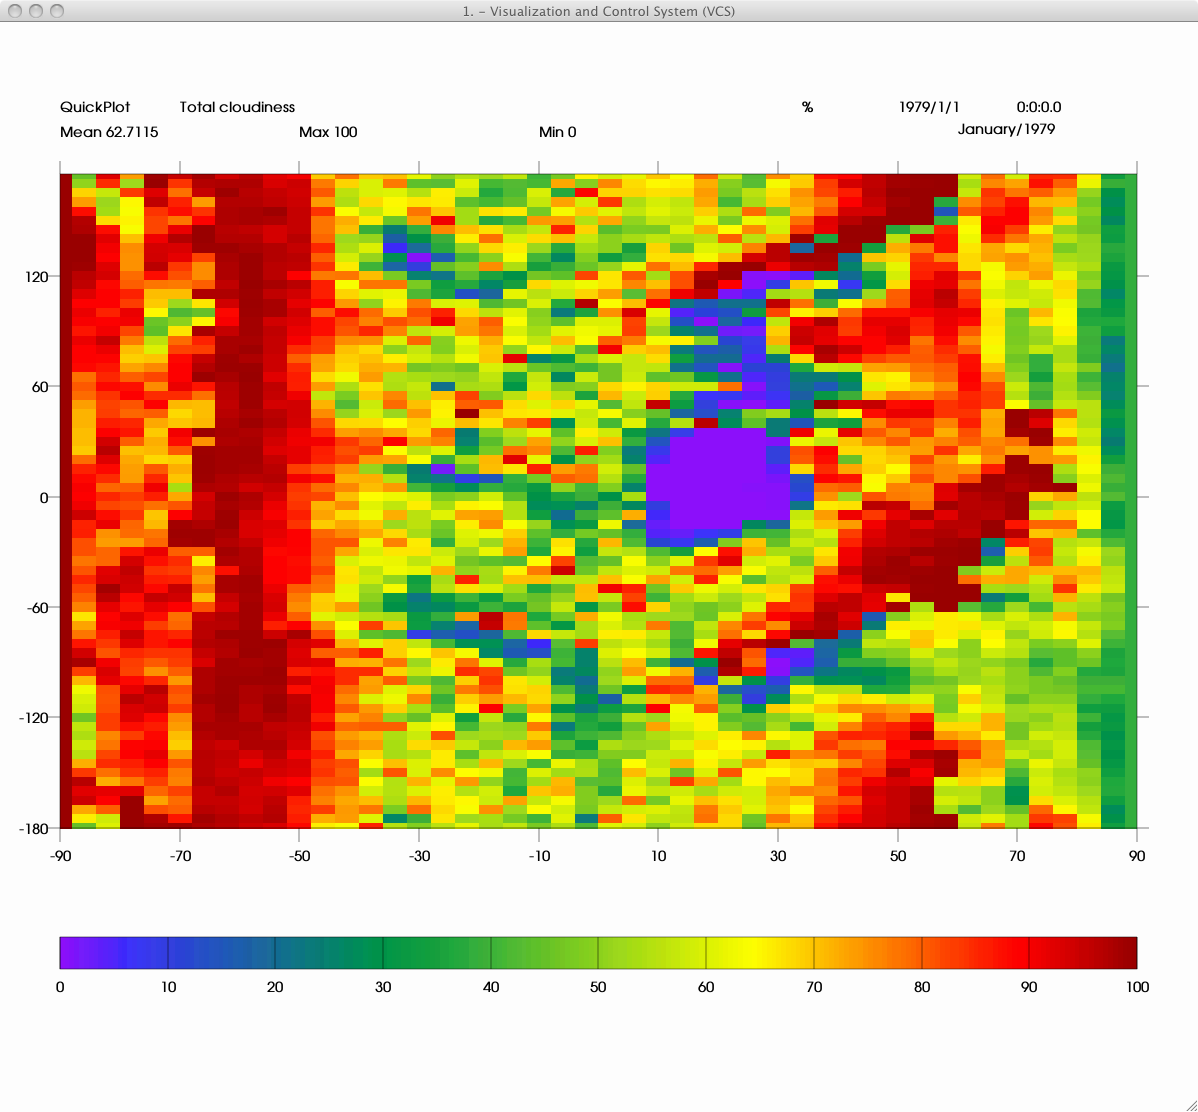 1. - Visualization and Control System (VCS)
QuickPlot Total cloudiness % 1979/1/1 0:0:0.0
Mean 62.7115 Max 100 Min 0 January/1979
120
60
0
-60
-120
-180
-90 -70 -50 -30 -10 10 30 50 70 90
0 10 20 30 40 50 60 70 80 90 100